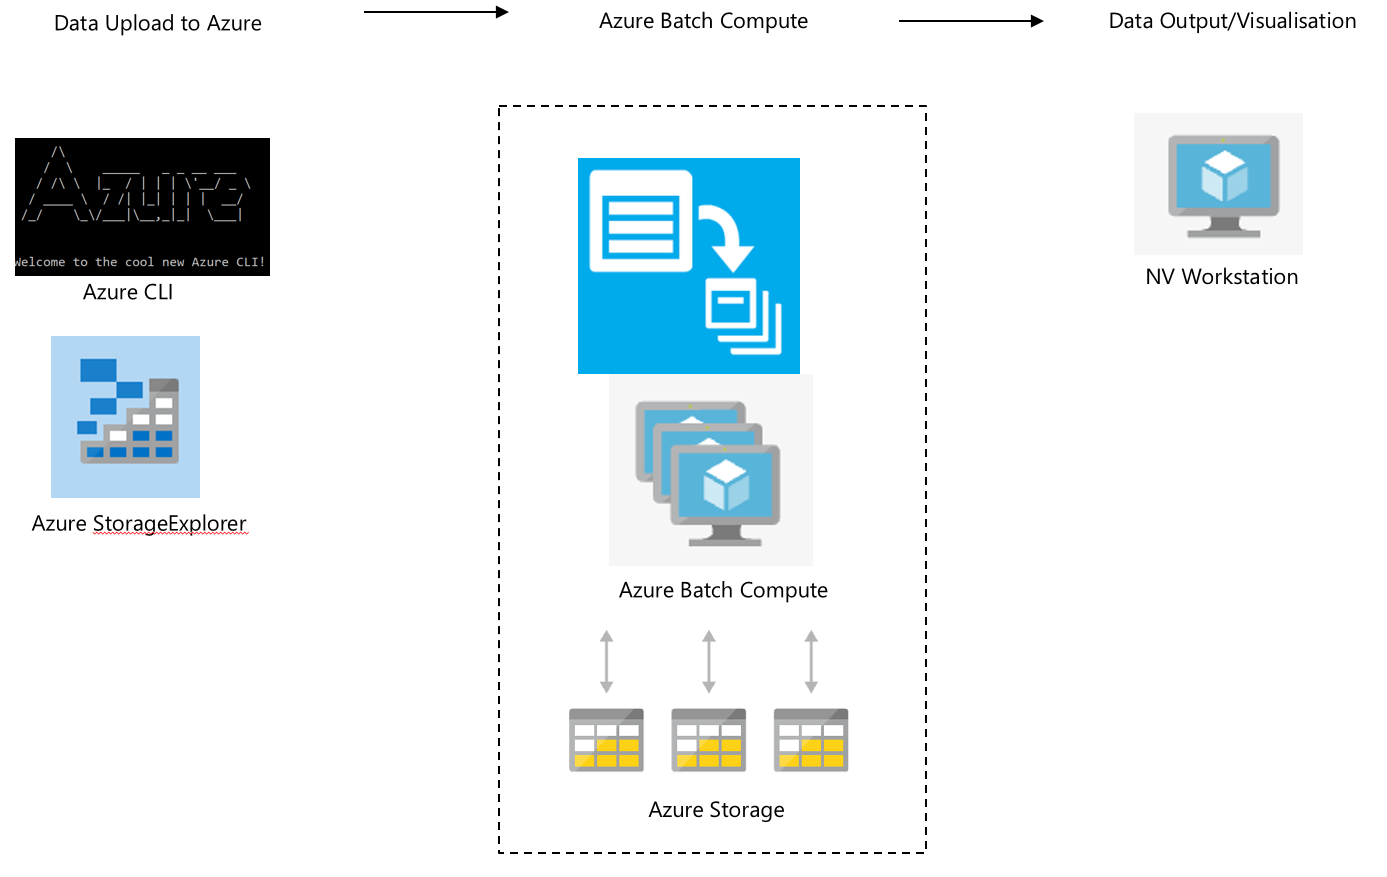 Data Upload to Azure
Azure Batch Compute
Data Output/Visualisation
Azure
Welcome to the cool new Azure CLI!
Azure CLI
Azure StorageExplorer
Azure Batch Compute
Azure Storage
NV Workstation